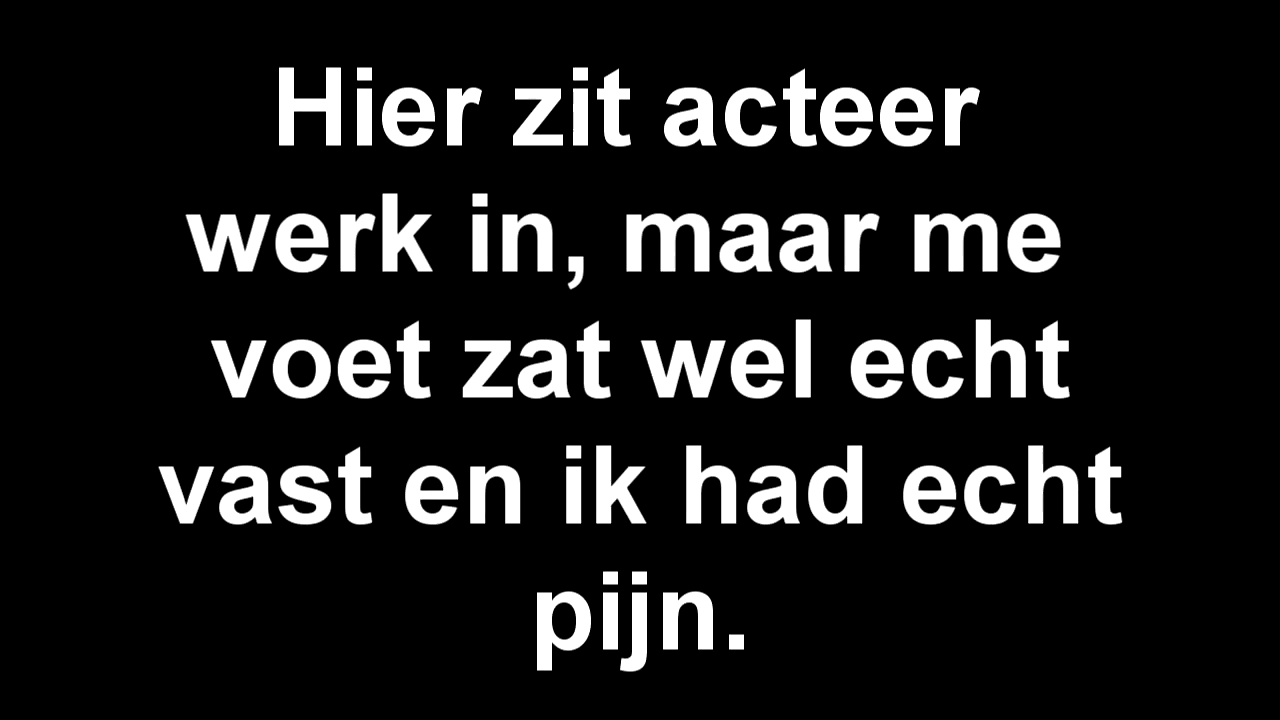 Hier zit acteer
werk in, maar me
voet zat wel echt
vast en ik had echt
pijn.